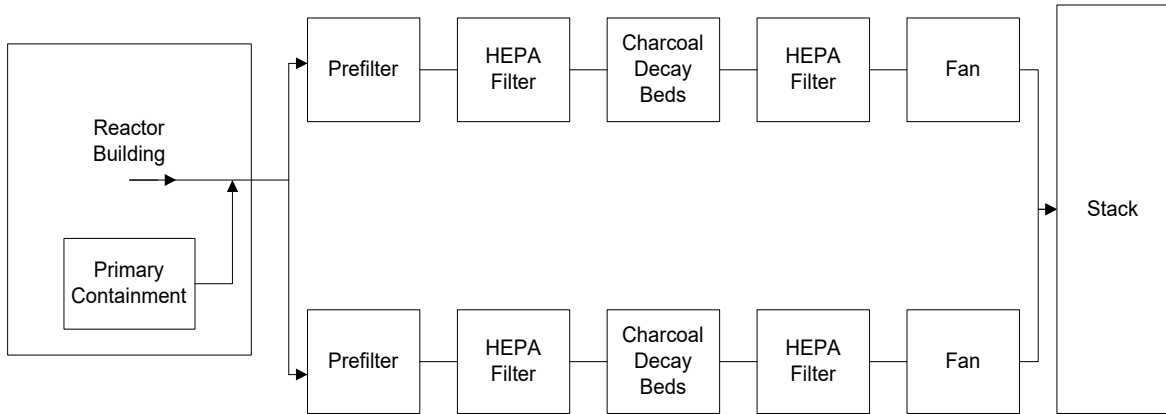 Reactor
Building
Primary
Containment
Prefilter
HEPA
Filter
Charcoal
Decay
Beds
HEPA
Filter
Fan
Prefilter
HEPA
Filter
Charcoal
Decay
Beds
HEPA
Filter
Fan
Stack